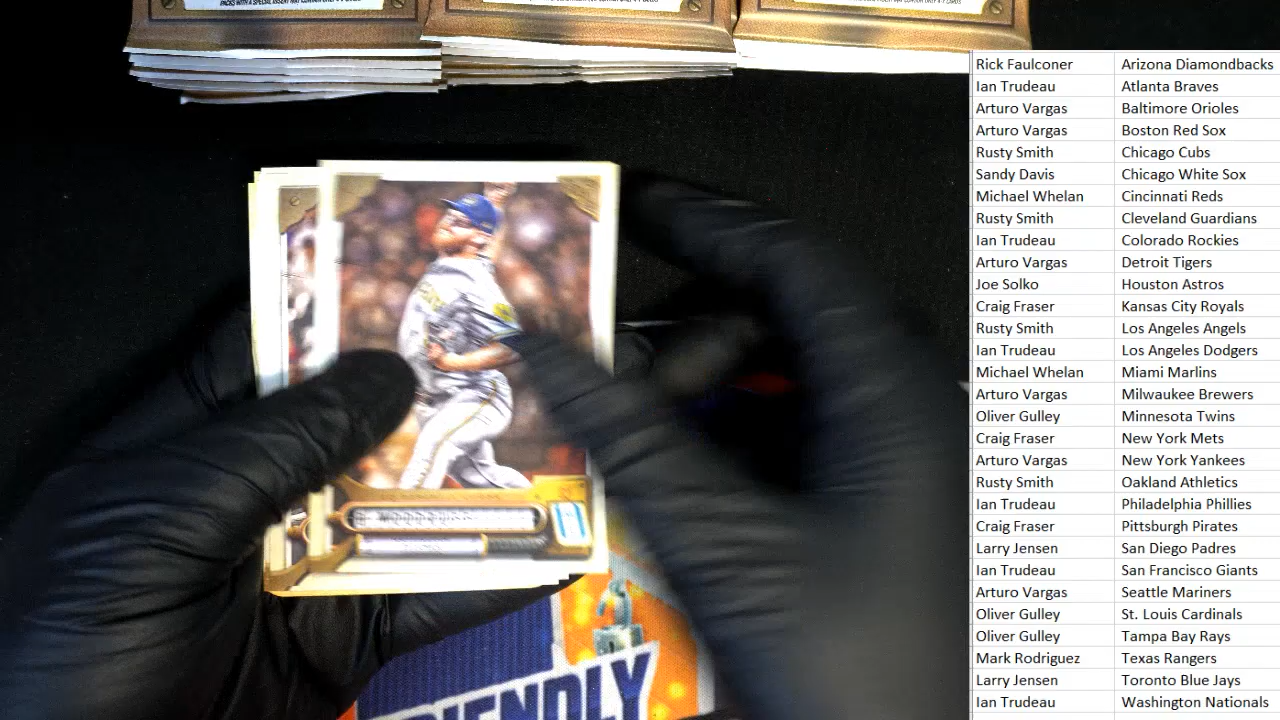 Rick Faulconer Arizona Diamondbacks
Ian Trudeau Atlanta Braves
Arturo Vargas Baltimore Orioles
Arturo Vargas Boston Red Sox
Rusty Smith Chicago Cubs
Sandy Davis Chicago White Sox
Michael Whelan Cincinnati Reds
Rusty Smith Cleveland Guardians
Ian Trudeau Colorado Rockies
Arturo Vargas Detroit Tigers
Joe Solko Houston Astros
Craig Fraser Kansas City Royals
Rusty Smith Los Angeles Angels
Ian Trudeau Los Angeles Dodgers
Michael Whelan Miami Marlins
Arturo Vargas Milwaukee Brewers
Oliver Gulley Minnesota Twins
Craig Fraser New York Mets
Arturo Vargas New York Yankees
Rusty Smith Oakland Athletics
Ian Trudeau Philadelphia Phillies
Craig Fraser Pittsburgh Pirates
Larry Jensen San Diego Padres
Ian Trudeau San Francisco Giants
Arturo Vargas Seattle Mariners
Oliver Gulley St. Louis Cardinals
Oliver Gulley Tampa Bay Rays
Mark Rodriguez Texas Rangers
Larry Jensen Toronto Blue Jays
Ian Trudeau Washington Nationals